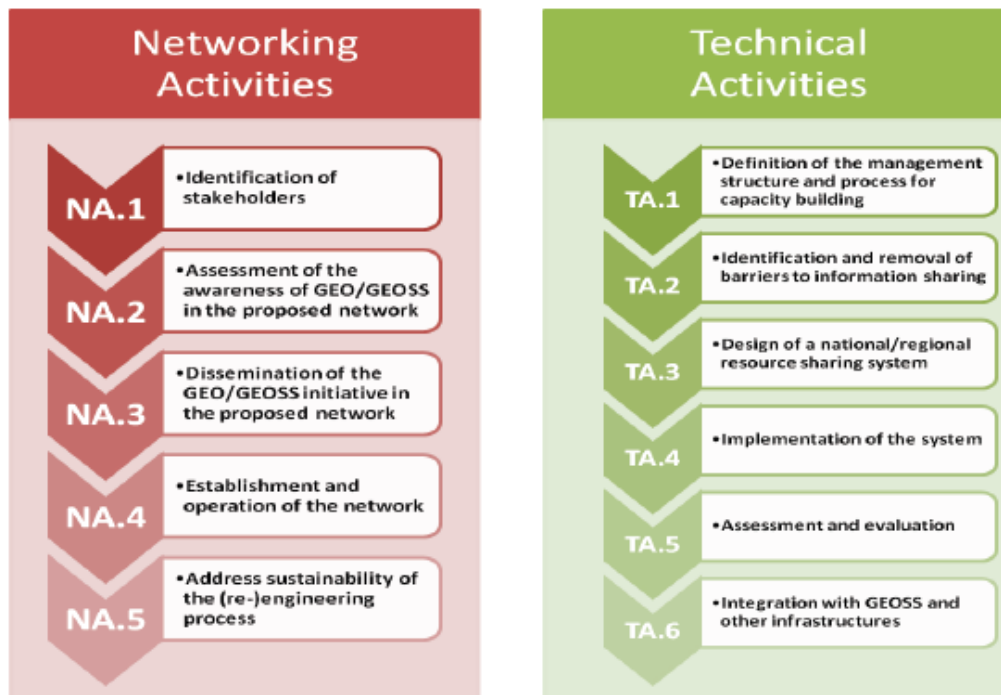 Networking
Activities
NA.1
•Identification of
stakeholders
NA.2
•Assessment of the
awareness of GEO/GEOSS
in the proposed network
NA.3
•Dissemination of the
GEO/GEOSS initiative in
the proposed network
NA.4
•Establishment and
operation of the network
NA.5
•Address sustainability of
the (re-)engineering
process
Technical
Activities
TA.1
•Definition of the management
structure and process for
capacity building
TA.2
•Identification and removal of
barriers to information sharing
TA.3
•Design of a national/regional
resource sharing system
TA.4
•Implementation of the system
TA.5
•Assessment and evaluation
TA.6
•Integration with GEOSS and
other infrastructures